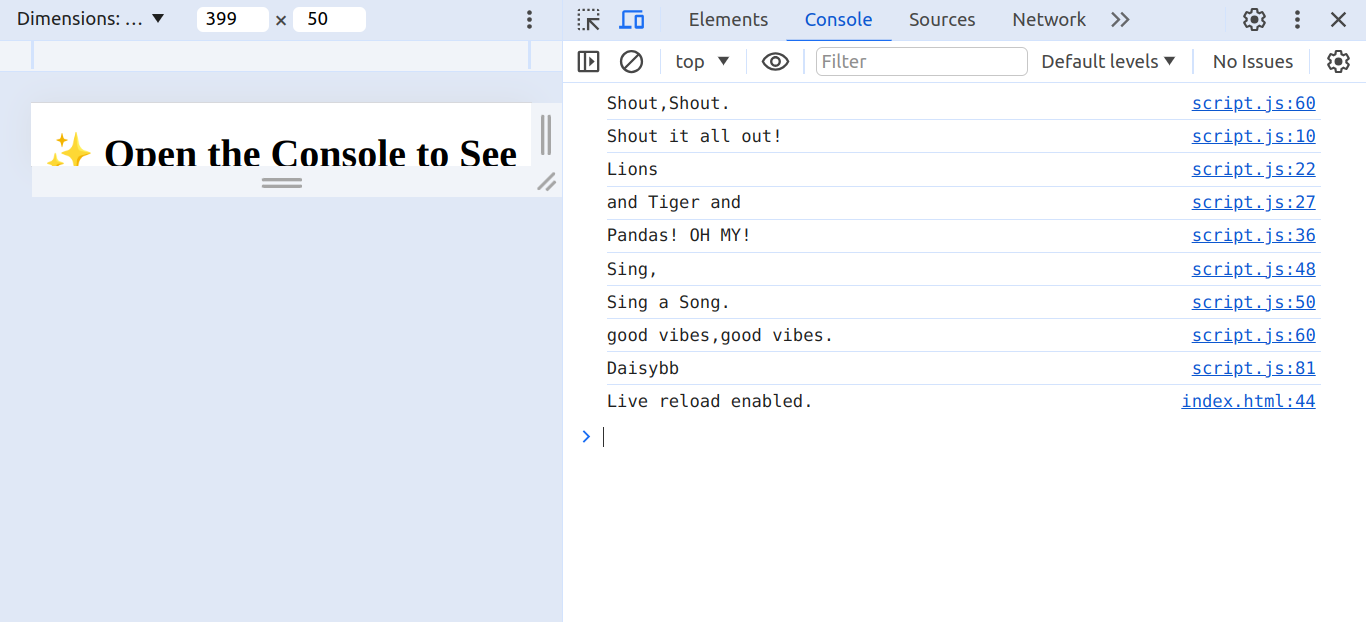 Dimensions: ... 399 × 50
Elements Console Sources Network
top Filter Default levels No Issues
✨ Open the Console to See
Shout,Shout. script.js:60
Shout it all out! script.js:10
Lions script.js:22
and Tiger and script.js:27
Pandas! OH MY! script.js:36
Sing, script.js:48
Sing a Song. script.js:50
good vibes,good vibes. script.js:60
Daisybb script.js:81
Live reload enabled. index.html:44